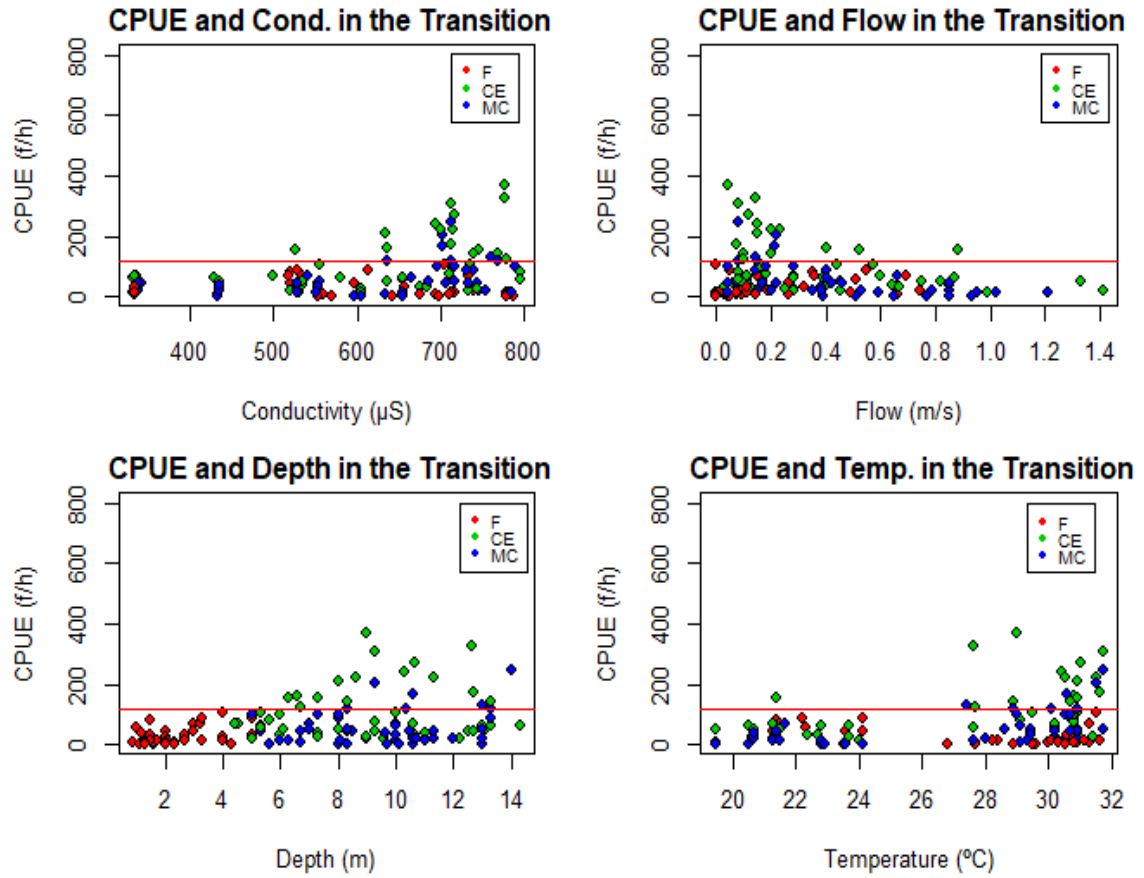 CPUE and Cond. in the Transition
CPUE (f/h)
800
600
400
200
0
F
CE
MC
400 500 600 700 800
Conductivity (µS)
CPUE and Flow in the Transition
CPUE (f/h)
800
600
400
200
0
F
CE
MC
0.0 0.2 0.4 0.6 0.8 1.0 1.2 1.4
Flow (m/s)
CPUE and Depth in the Transition
CPUE (f/h)
800
600
400
200
0
F
CE
MC
2 4 6 8 10 12 14
Depth (m)
CPUE and Temp. in the Transition
CPUE (f/h)
800
600
400
200
0
F
CE
MC
20 22 24 26 28 30 32
Temperature (ºC)